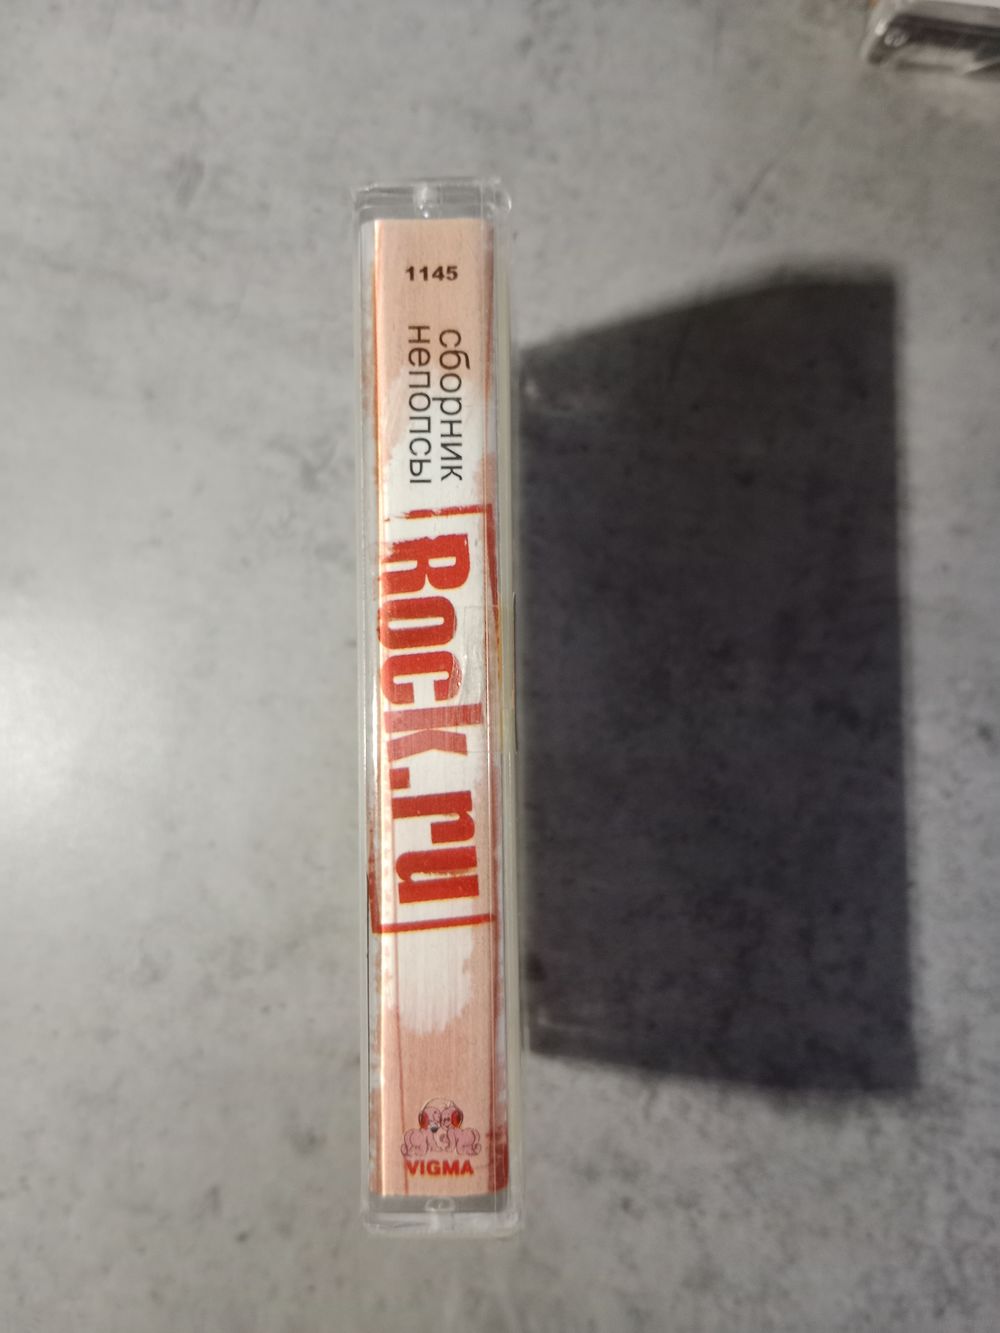 1145
сборник
непопсы
[Rock.ru]
VIGMA